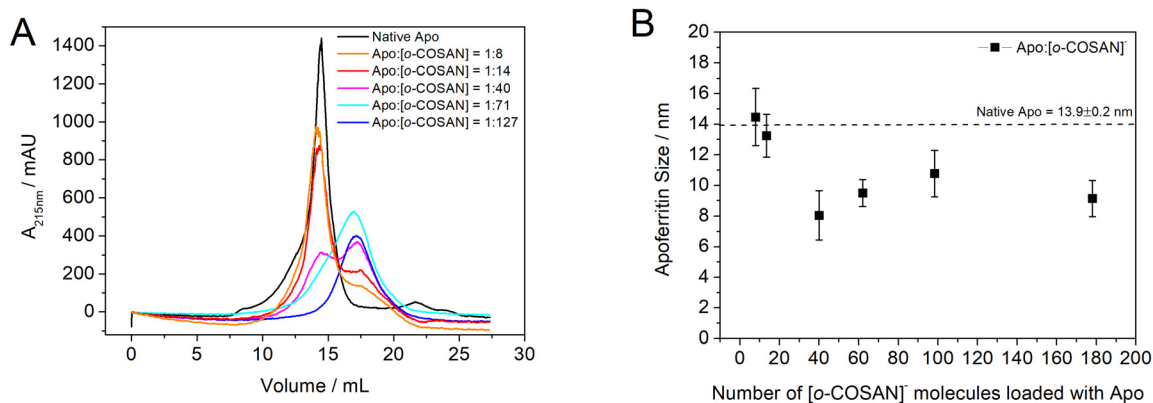 A
1400
1200
1000
800
600
400
200
0
A215nm / mAU
Native Apo
Apo:[o-COSAN] = 1:8
Apo:[o-COSAN] = 1:14
Apo:[o-COSAN] = 1:40
Apo:[o-COSAN] = 1:71
Apo:[o-COSAN] = 1:127
0 5 10 15 20 25 30
Volume / mL
B
20
18
16
14
12
10
8
6
4
2
0
Apoferritin Size / nm
Apo:[o-COSAN]⁻
Native Apo = 13.9±0.2 nm
0 20 40 60 80 100 120 140 160 180 200
Number of [o-COSAN]⁻ molecules loaded with Apo